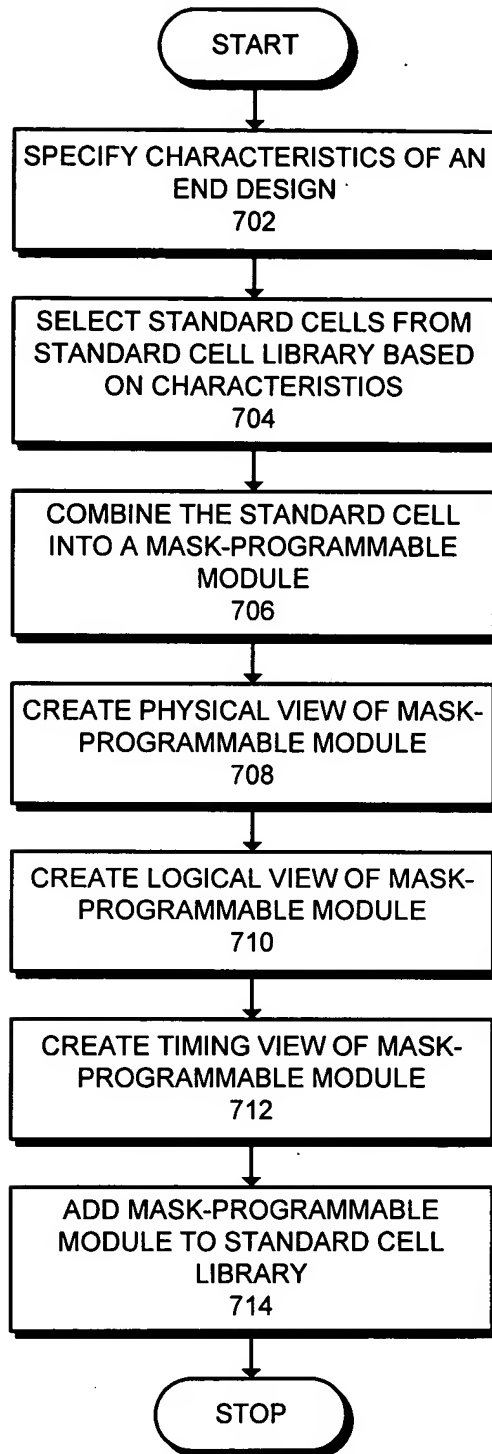 START
SPECIFY CHARACTERISTICS OF AN
END DESIGN
702
SELECT STANDARD CELLS FROM
STANDARD CELL LIBRARY BASED
ON CHARACTERISTIOS
704
COMBINE THE STANDARD CELL
INTO A MASK-PROGRAMMABLE
MODULE
706
CREATE PHYSICAL VIEW OF MASK-
PROGRAMMABLE MODULE
708
CREATE LOGICAL VIEW OF MASK-
PROGRAMMABLE MODULE
710
CREATE TIMING VIEW OF MASK-
PROGRAMMABLE MODULE
712
ADD MASK-PROGRAMMABLE
MODULE TO STANDARD CELL
LIBRARY
714
STOP